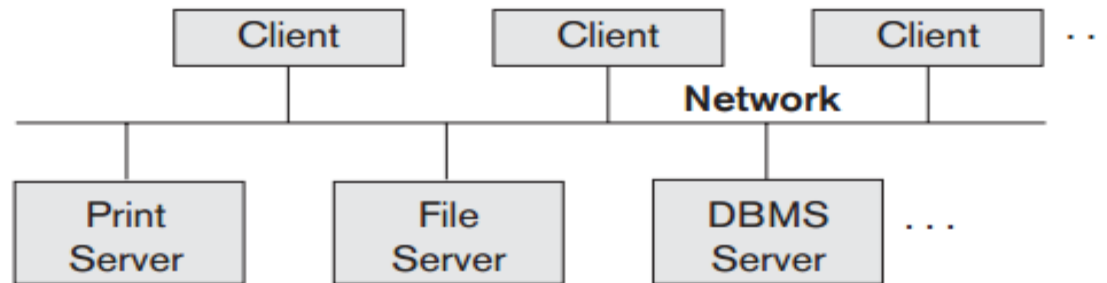 Client
Client
Client
. .
Network
Print
Server
File
Server
DBMS
Server
. . .